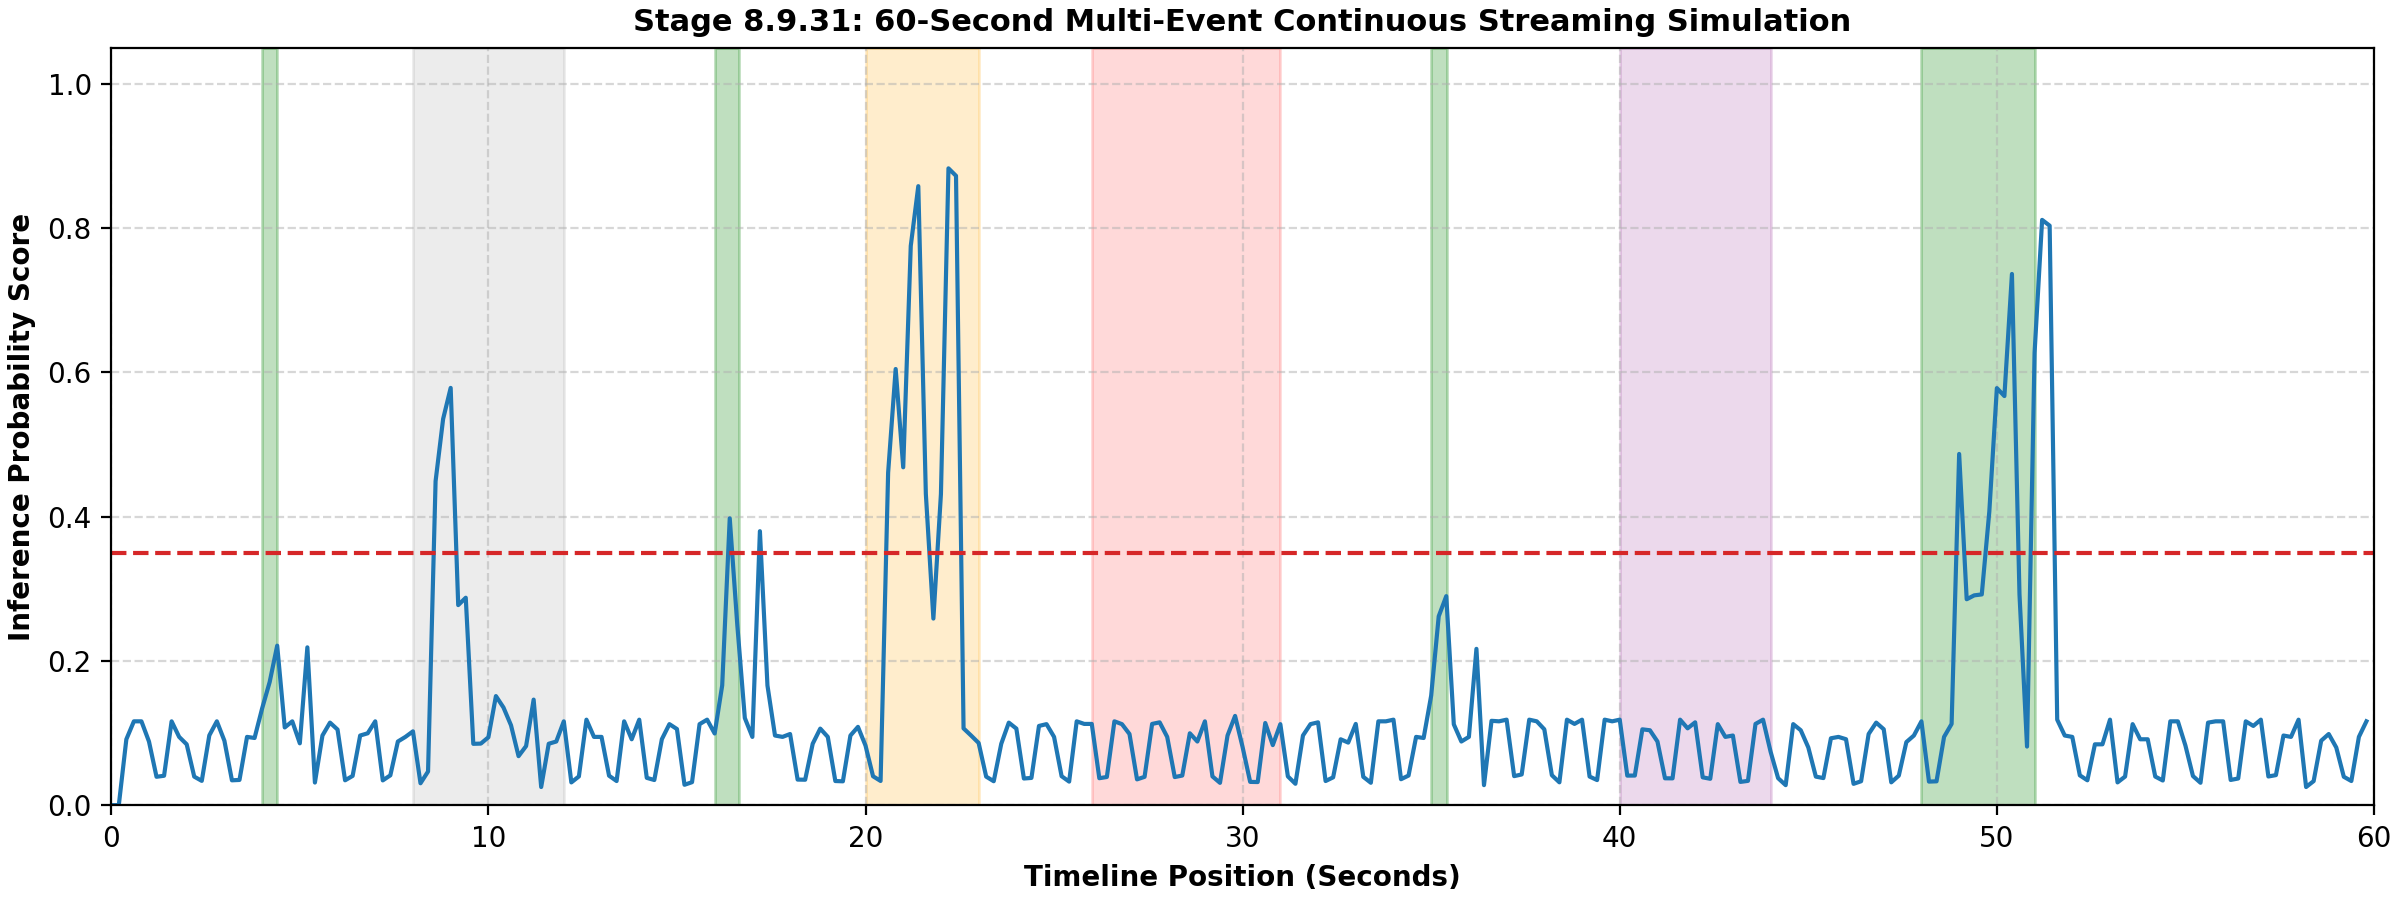 Stage 8.9.31: 60-Second Multi-Event Continuous Streaming Simulation
Inference Probability Score
1.0
0.8
0.6
0.4
0.2
0.0
0 10 20 30 40 50 60
Timeline Position (Seconds)